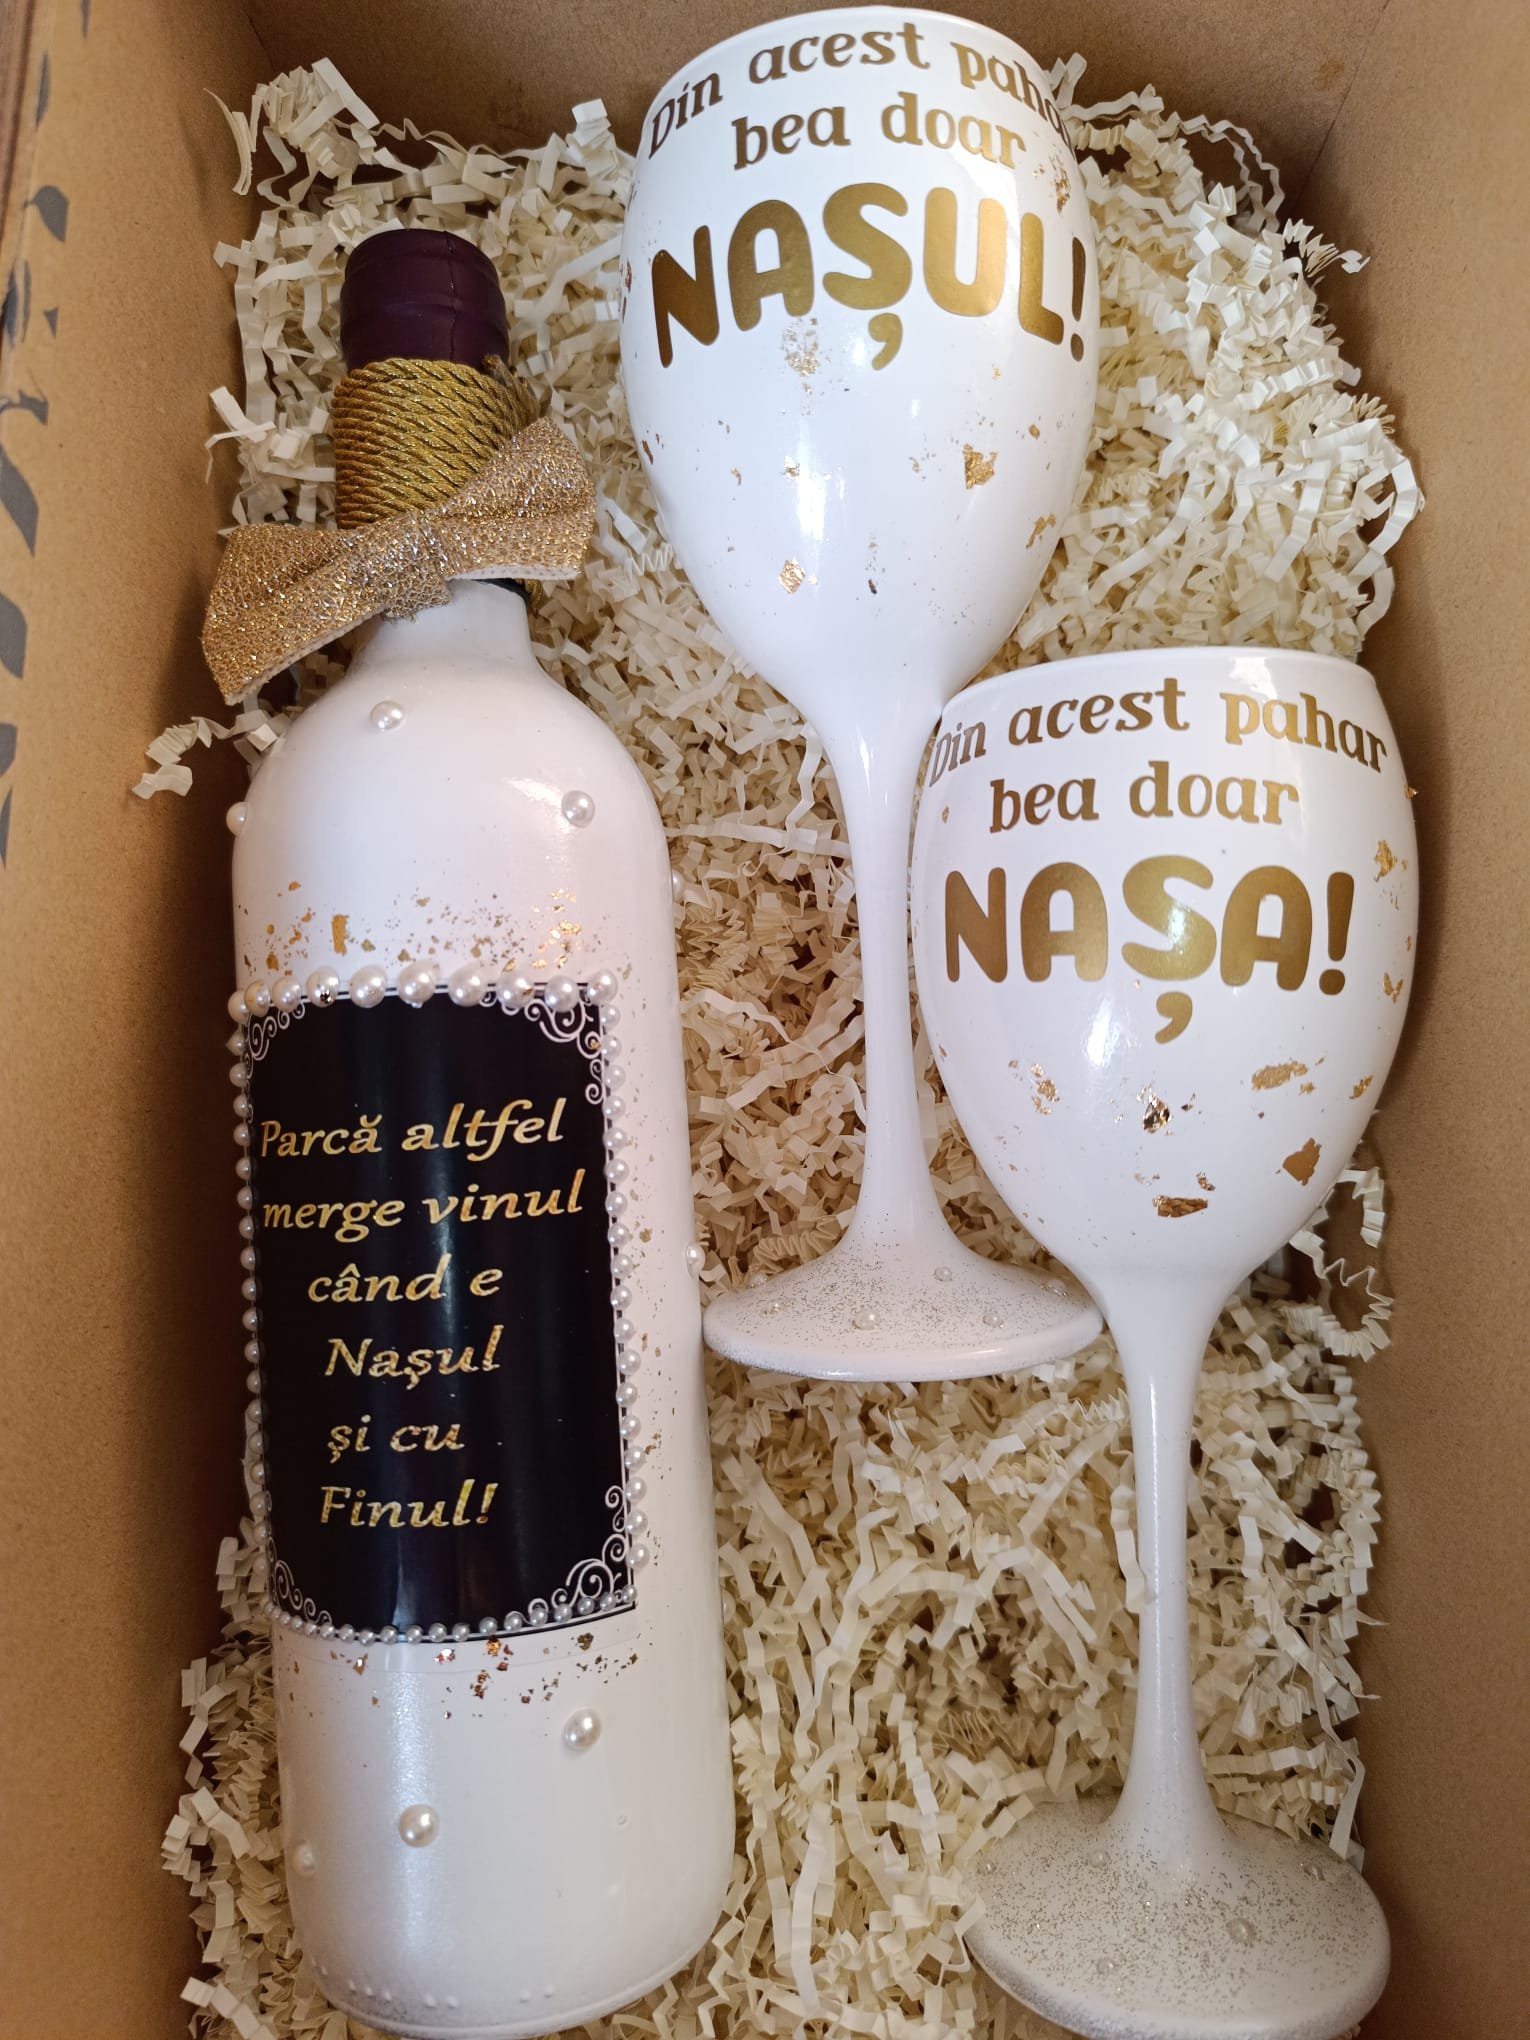 Din acest pahar
bea doar
NAȘUL!
Din acest pahar
bea doar
NAȘA!
Parcă altfel
merge vinul
când e
Nașul
și cu
Finul!